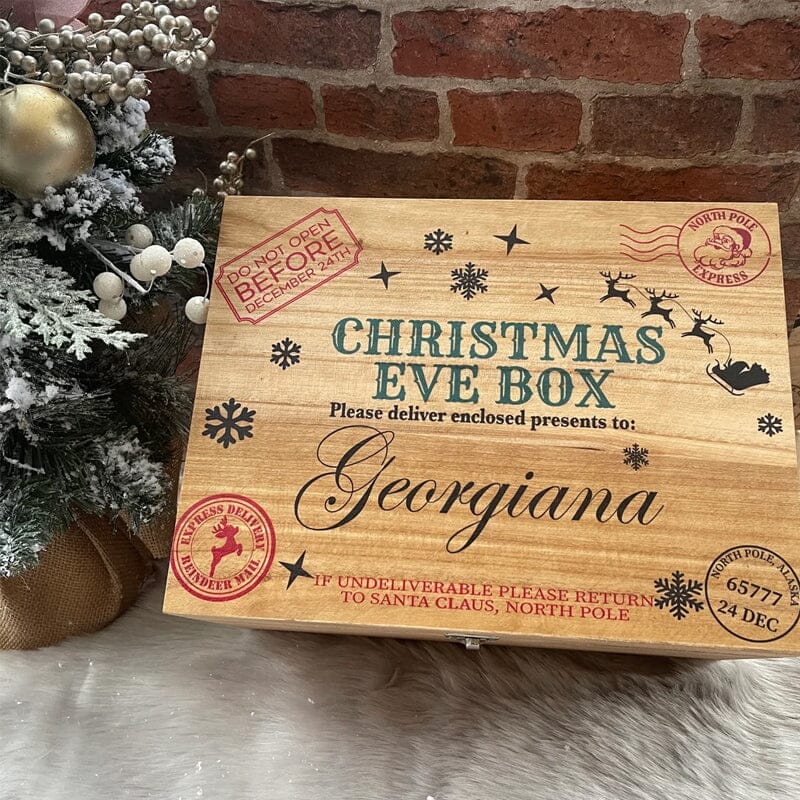 DO NOT OPEN
BEFORE
DECEMBER 24TH
NORTH POLE
EXPRESS
CHRISTMAS
EVE BOX
Please deliver enclosed presents to:
Georgiana
EXPRESS DELIVERY
REINDEER MAIL
IF UNDELIVERABLE PLEASE RETURN
TO SANTA CLAUS, NORTH POLE
NORTH POLE, ALASKA
65777
24 DEC